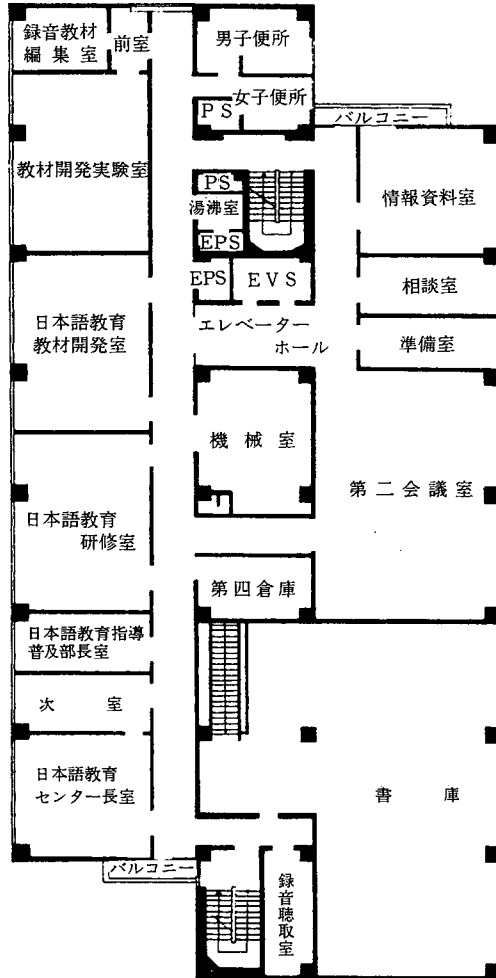 録音教材
編集室
前室
男子便所
PS
女子便所
バルコニー
教材開発実験室
PS
湯沸室
EPS
情報資料室
EPS
EVS
相談室
日本語教育
教材開発室
エレベーター
ホール
準備室
機械室
第二会議室
日本語教育
研修室
第四倉庫
日本語教育指導
普及部長室
次室
日本語教育
センター長室
書庫
バルコニー
録音聴取室